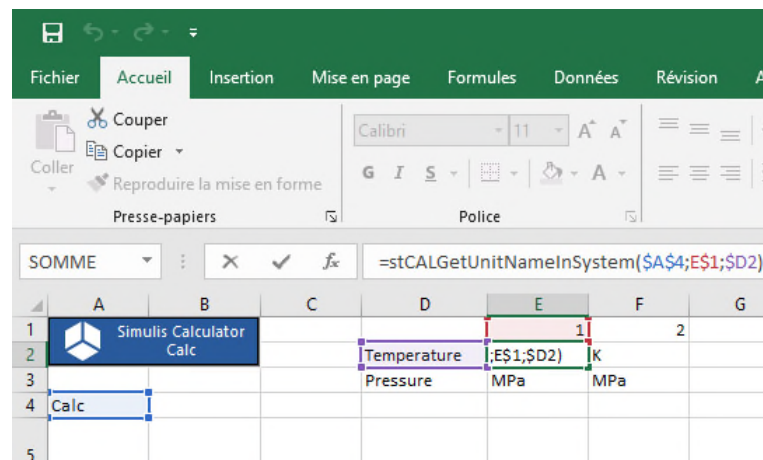 Fichier Accueil Insertion Mise en page Formules Données Révision A
Couper
Calibri 11 A A
Copier
Coller
Reproduire la mise en forme
G I S A
Presse-papiers Police
SOMME fx =stCALGetUnitNameInSystem($A$4;E$1;$D2)
A B C D E F G
1 Simulis Calculator 1 2
Calc
2 Temperature ;E$1;$D2) K
3 Pressure MPa MPa
4 Calc
5